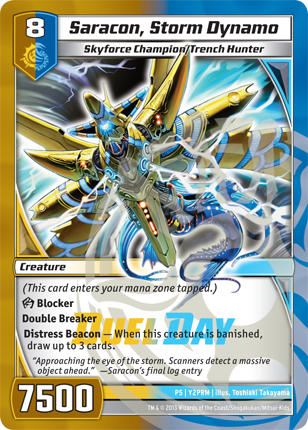 8
Saracon, Storm Dynamo
Skyforce Champion/Trench Hunter
Creature
(This card enters your mana zone tapped.)
Blocker
Double Breaker
Distress Beacon — When this creature is banished,
draw up to 3 cards.
DUEL DAY
"Approaching the eye of the storm. Scanners detect a
massive object ahead." —Saracon's final log entry
7500
P5 | Y2PRM | Illus. Toshiaki Takayama
TM & © 2013 Wizards of the Coast/Shogakukan/Mitsui-Kids